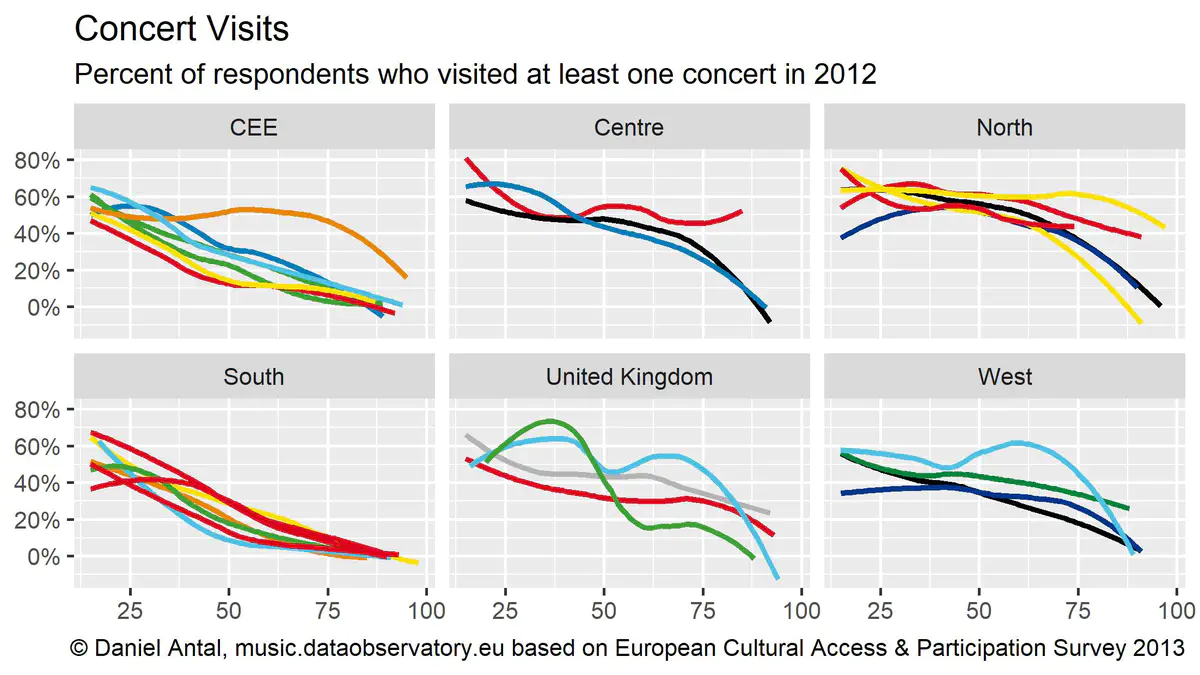 Concert Visits
Percent of respondents who visited at least one concert in 2012
CEE
Centre
North
80%
60%
40%
20%
0%
South
United Kingdom
West
80%
60%
40%
20%
0%
25 50 75 100 25 50 75 100 25 50 75 100
© Daniel Antal, music.dataobservatory.eu based on European Cultural Access & Participation Survey 2013